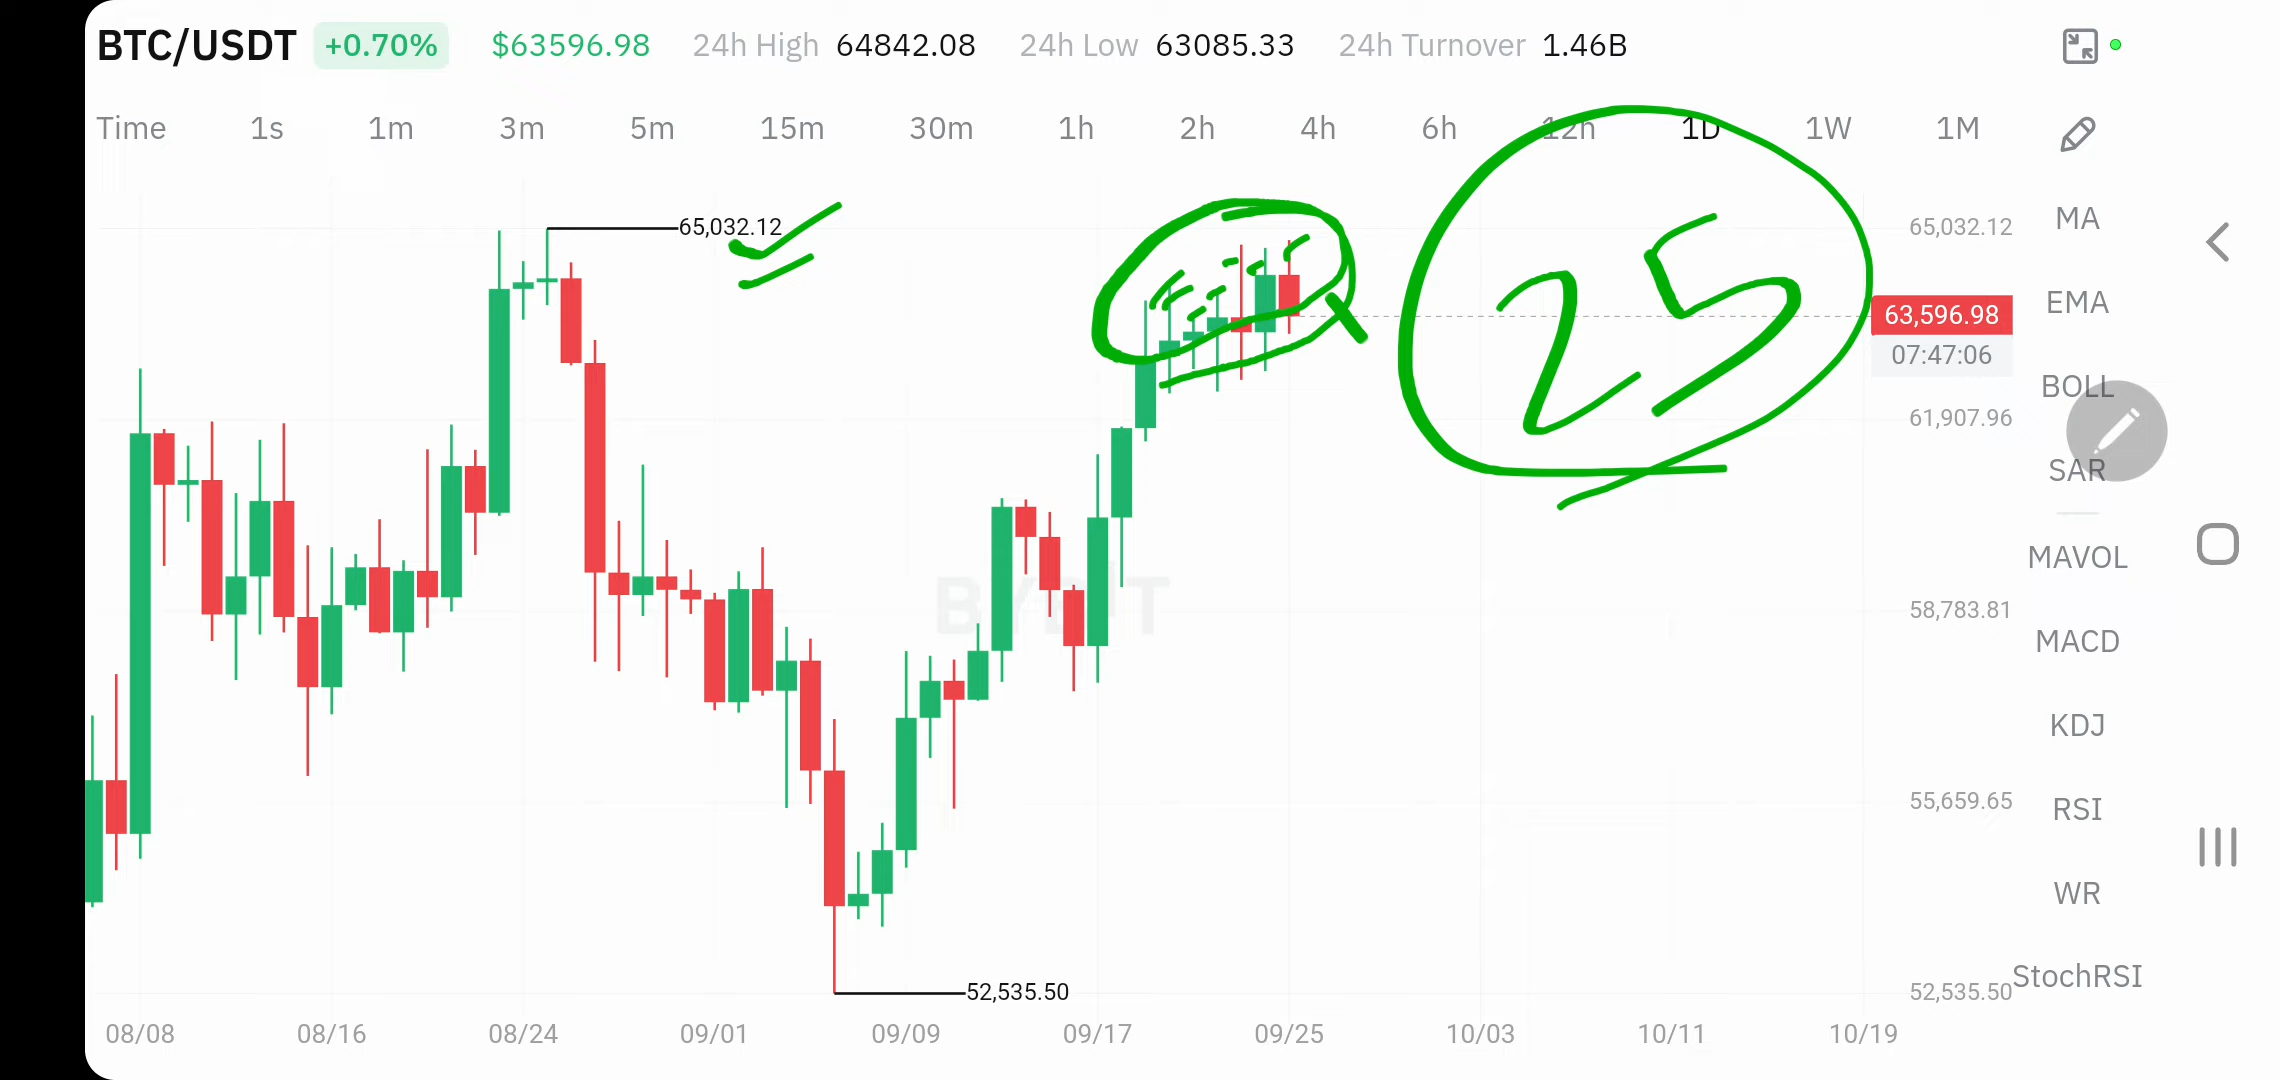 BTC/USDT +0.70% $63596.98 24h High 64842.08 24h Low 63085.33 24h Turnover 1.46B
Time 1s 1m 3m 5m 15m 30m 1h 2h 4h 6h 12h 1D 1W 1M
MA
65,032.12
65,032.12
25
EMA
63,596.98
07:47:06
BOLL
61,907.96
SAR
MAVOL
BYBIT
58,783.81
MACD
KDJ
55,659.65
RSI
WR
StochRSI
52,535.50
52,535.50
08/08 08/16 08/24 09/01 09/09 09/17 09/25 10/03 10/11 10/19